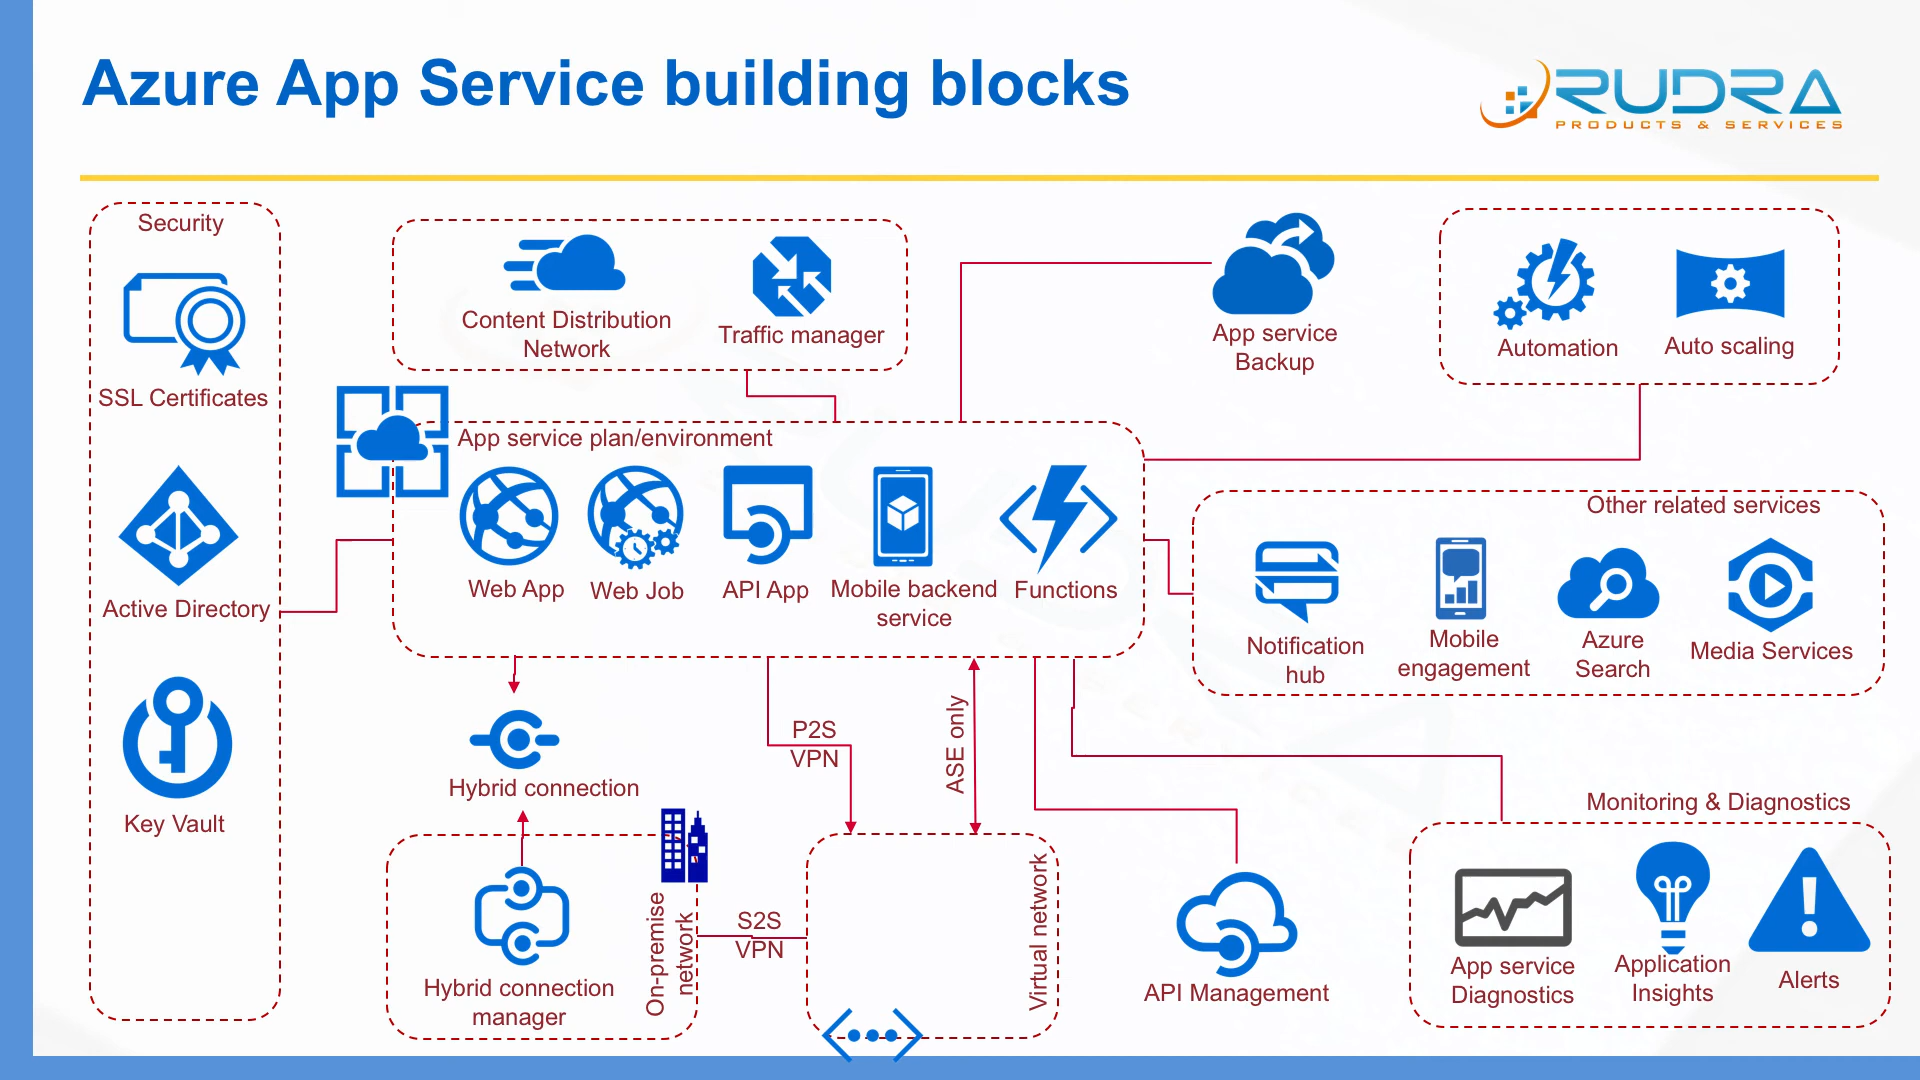 Azure App Service building blocks
RUDRA
PRODUCTS & SERVICES
Security
SSL Certificates
Active Directory
Key Vault
Content Distribution
Network
Traffic manager
App service
Backup
Automation
Auto scaling
App service plan/environment
Web App
Web Job
API App
Mobile backend
service
Functions
Other related services
Notification
hub
Mobile
engagement
Azure
Search
Media Services
Hybrid connection
P2S
VPN
ASE only
Hybrid connection
manager
On-premise
network
S2S
VPN
Virtual network
API Management
Monitoring & Diagnostics
App service
Diagnostics
Application
Insights
Alerts